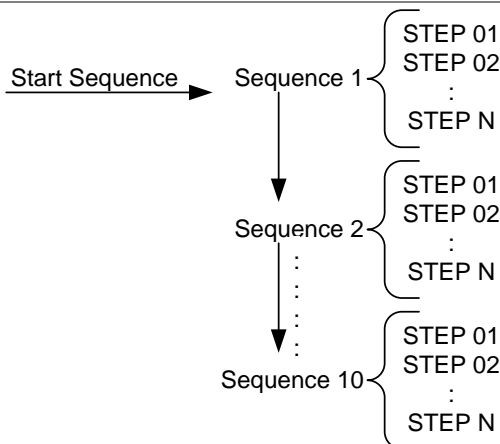 Start Sequence
Sequence 1
STEP 01
STEP 02
:
STEP N
Sequence 2
STEP 01
STEP 02
:
STEP N
Sequence 10
STEP 01
STEP 02
:
STEP N